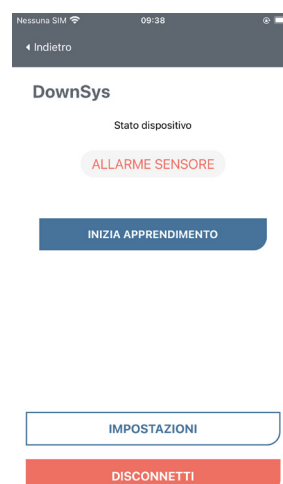 Nessuna SIM 09:38
Indietro
DownSys
Stato dispositivo
ALLARME SENSORE
INIZIA APPRENDIMENTO
IMPOSTAZIONI
DISCONNETTI